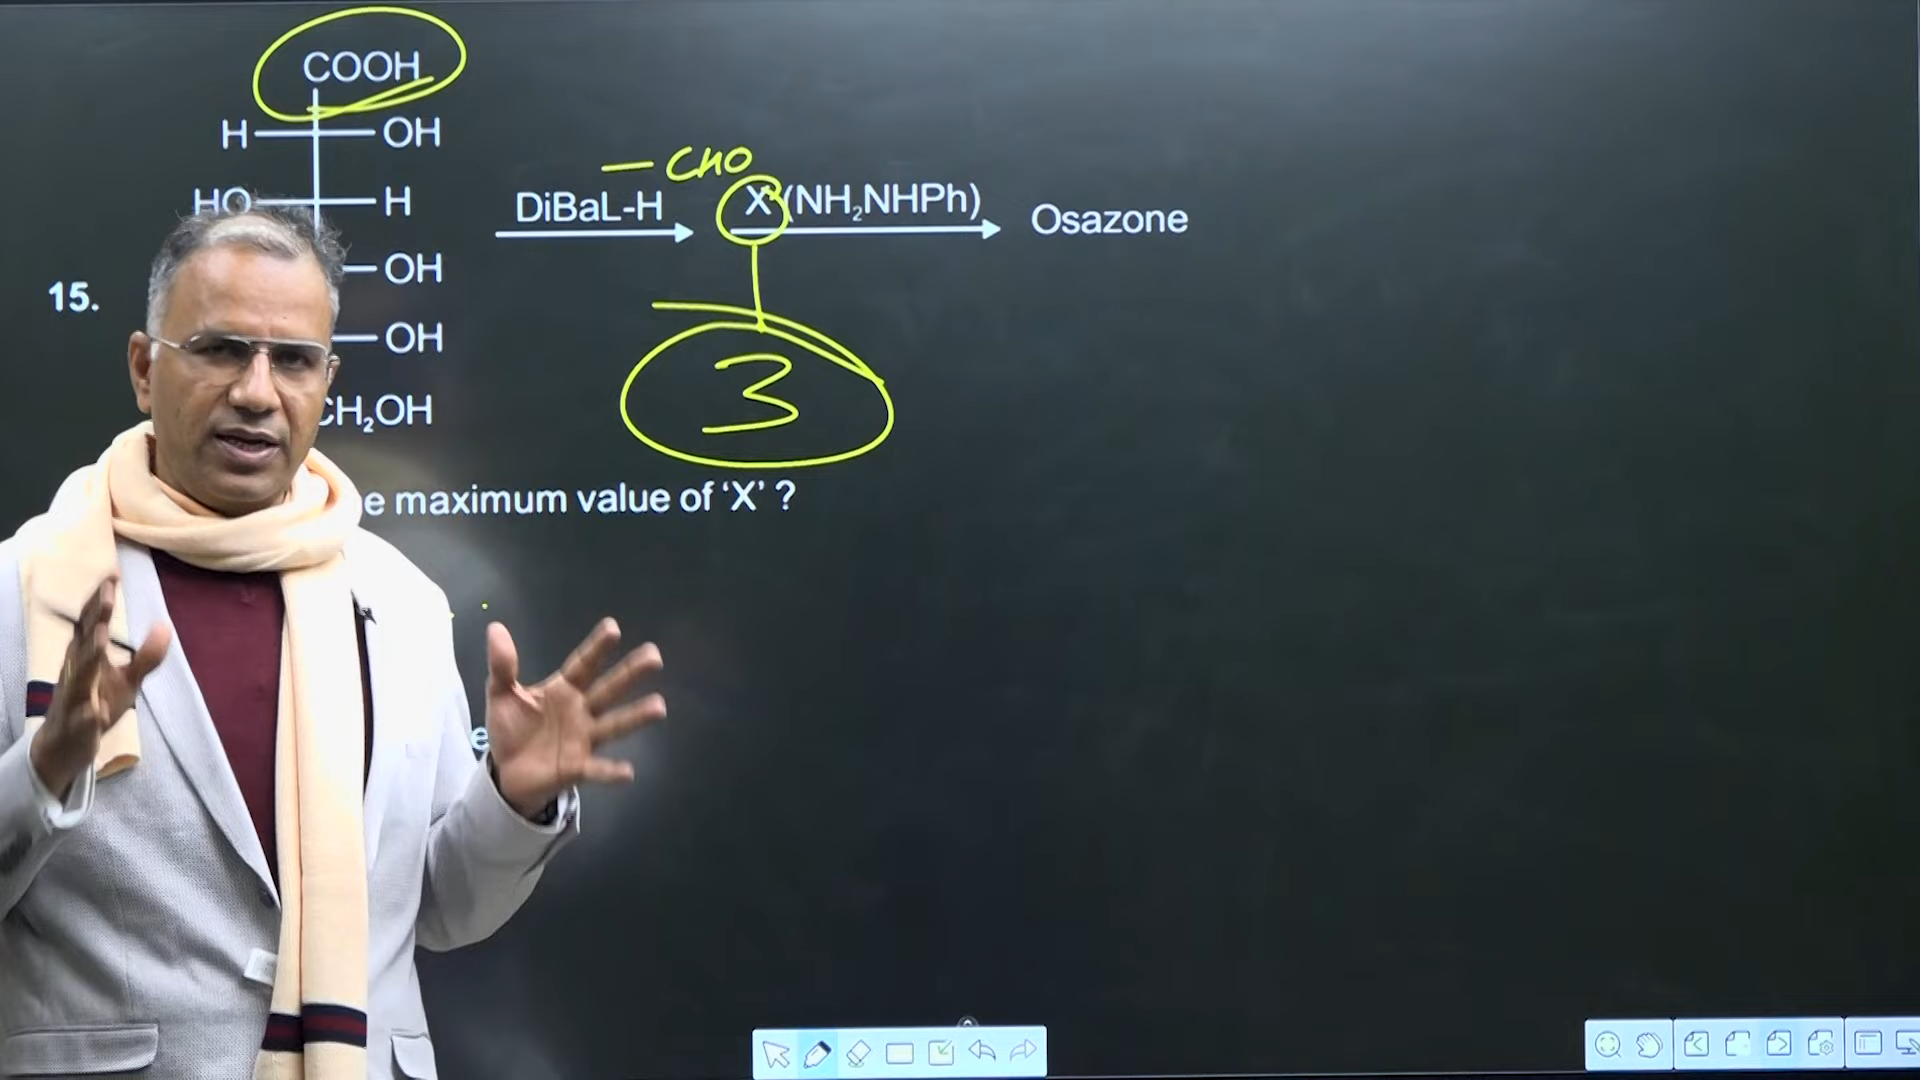 COOH
H OH
— CHO
HO H
DiBaL-H X (NH₂NHPh) Osazone
OH
15.
OH
3
CH₂OH
maximum value of ‘X’ ?